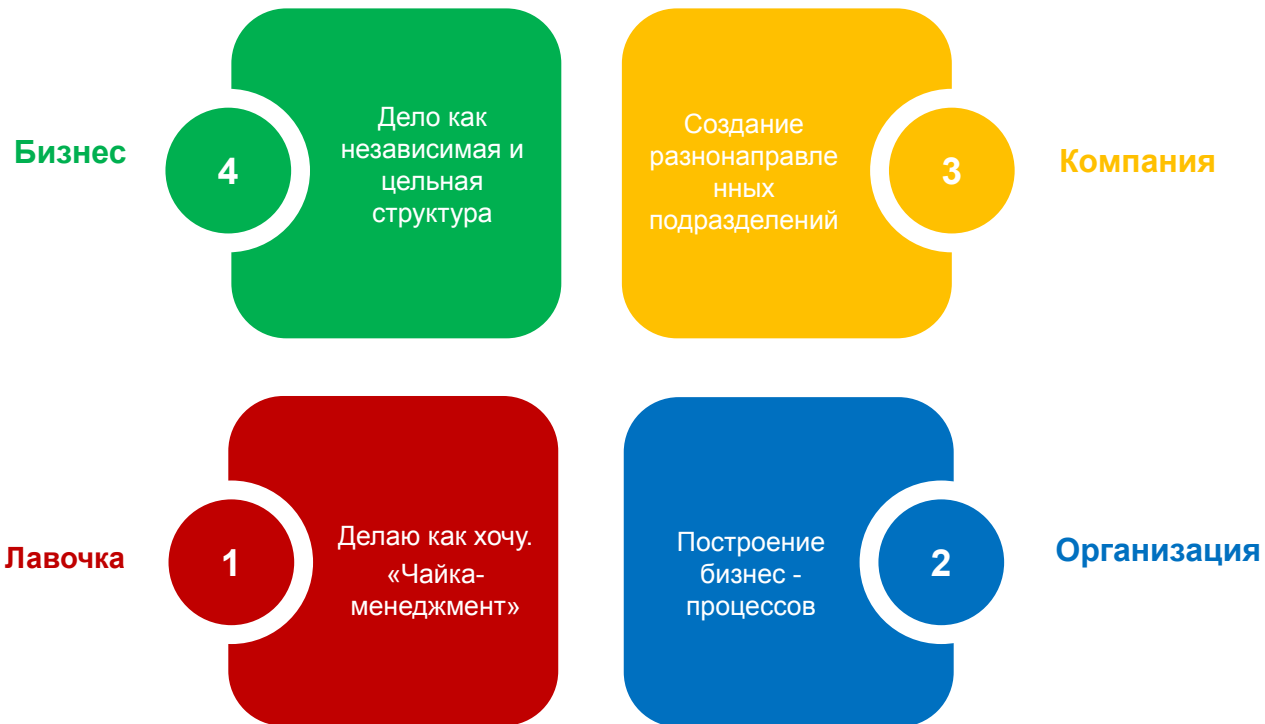 Бизнес
4
Дело как
независимая и
цельная
структура
Создание
разнонаправле
нных
подразделений
3
Компания
Лавочка
1
Делаю как хочу.
«Чайка-
менеджмент»
Построение
бизнес -
процессов
2
Организация